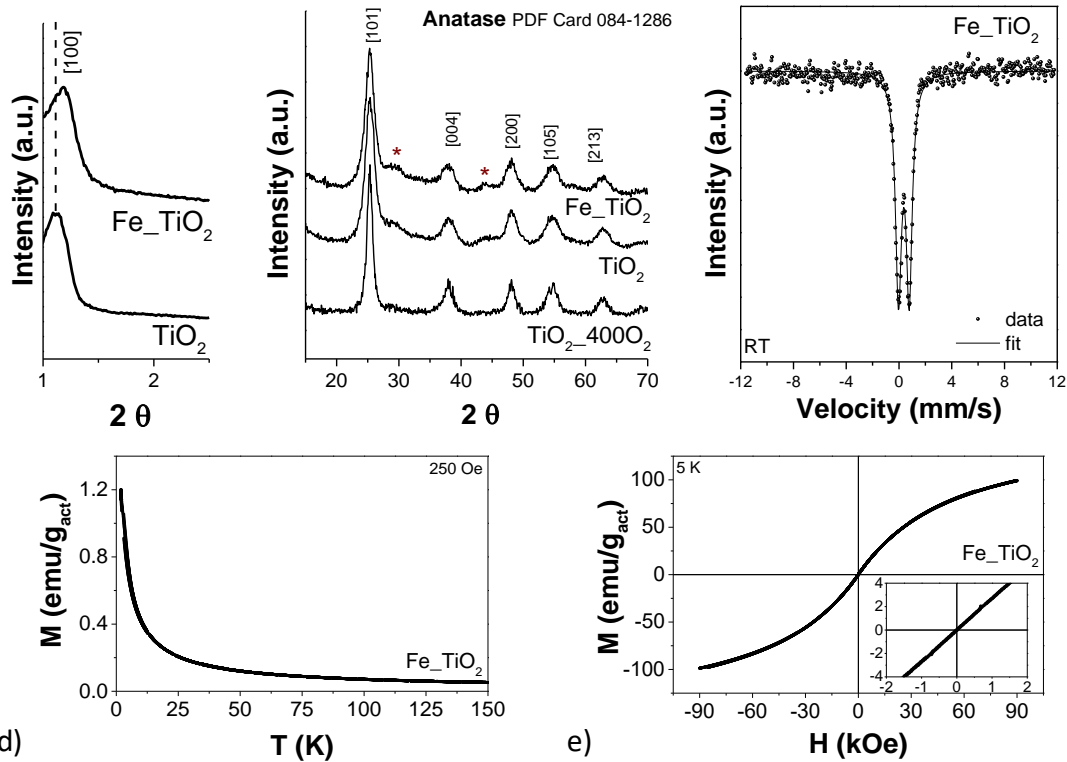 Intensity (a.u.)
[100]
Fe_TiO2
TiO2
1
2
2 θ
Anatase PDF Card 084-1286
Intensity (a.u.)
[101]
*
[004]
*
[200]
[105]
[213]
Fe_TiO2
TiO2
TiO2_400O2
20 30 40 50 60 70
2 θ
Intensity (a.u.)
Fe_TiO2
data
fit
RT
-12 -8 -4 0 4 8 12
Velocity (mm/s)
M (emu/gact)
250 Oe
1.2
0.8
0.4
0.0
Fe_TiO2
0 25 50 75 100 125 150
T (K)
d)
M (emu/gact)
5 K
100
50
0
-50
-100
Fe_TiO2
4
2
0
-2
-4
-2 -1 0 1 2
-90 -60 -30 0 30 60 90
H (kOe)
e)